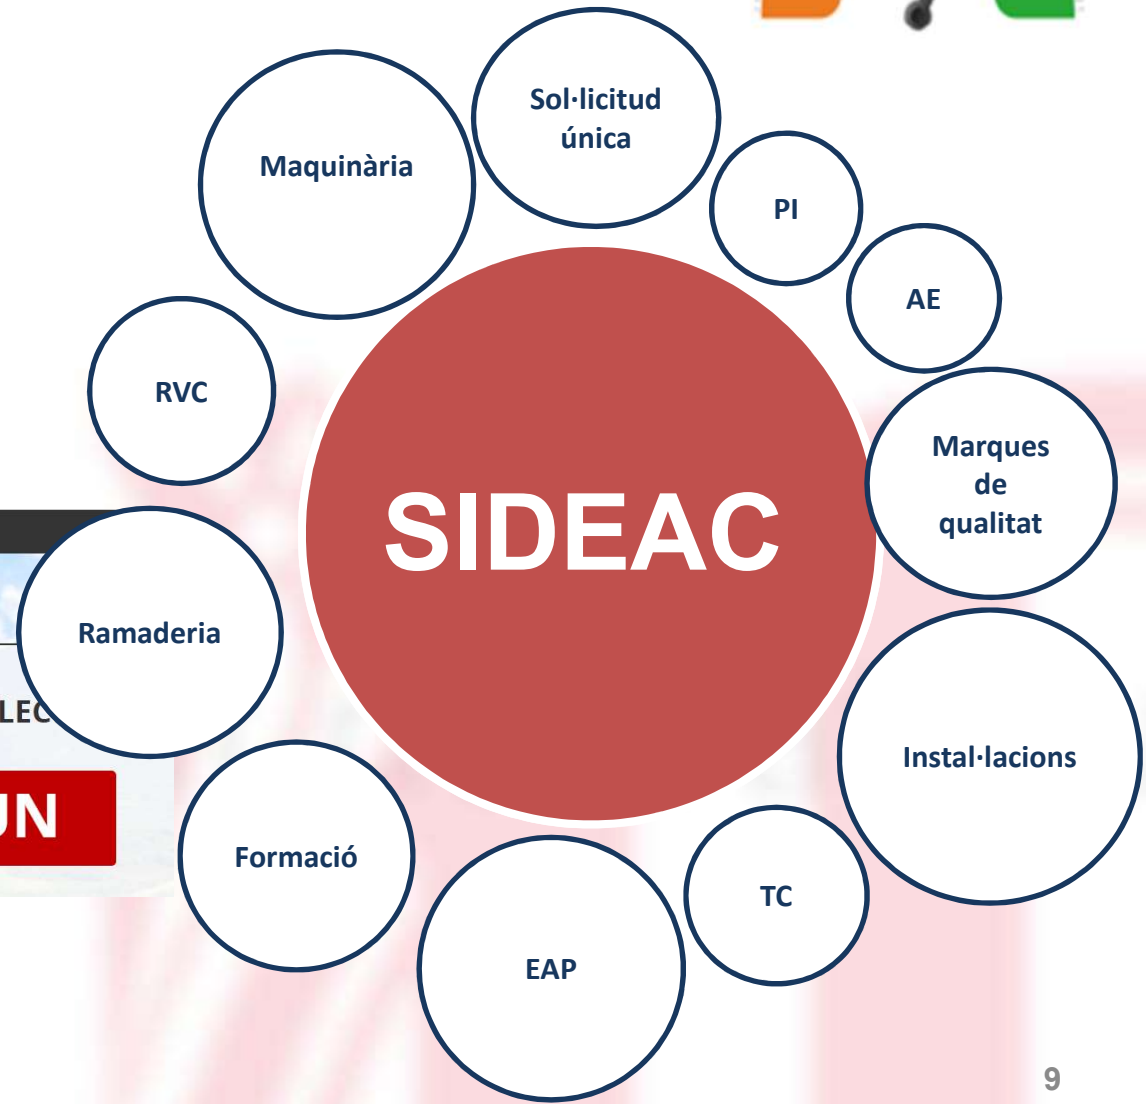 Sol·licitud
única
Maquinària
PI
AE
RVC
Marques
de
qualitat
SIDEAC
Ramaderia
Instal·lacions
Formació
TC
EAP
9